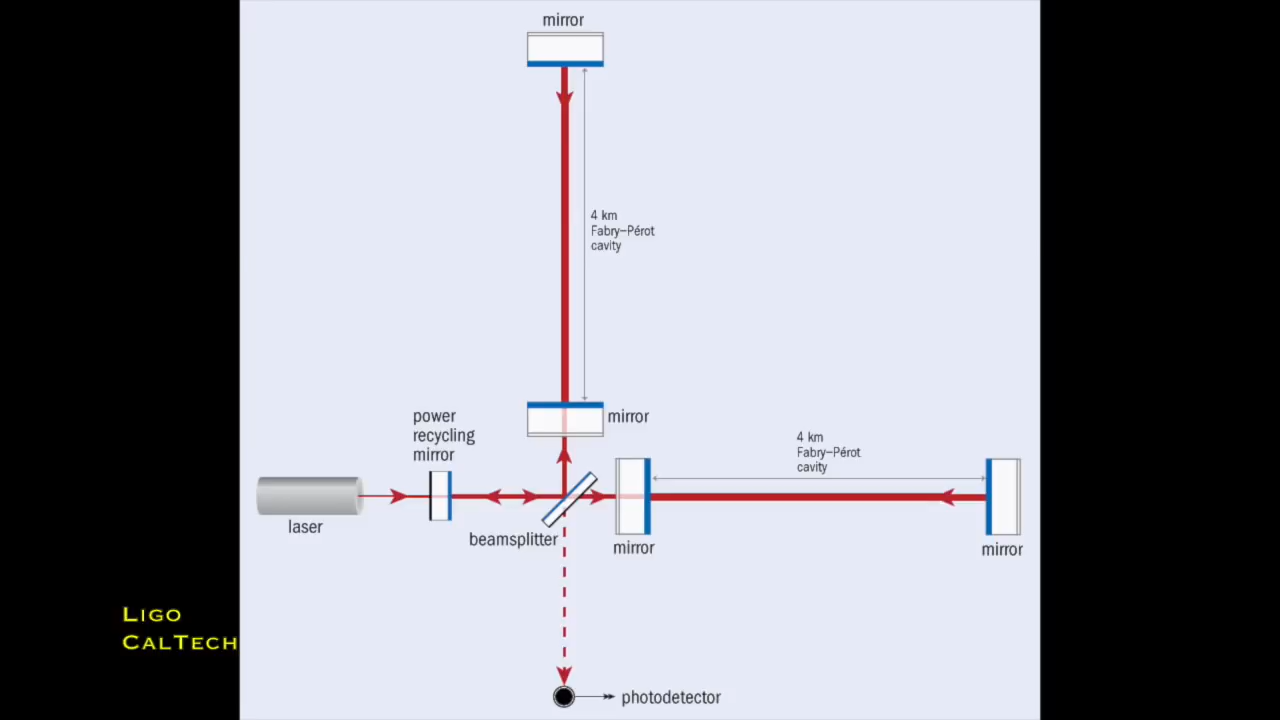 mirror
4 km
Fabry–Pérot
cavity
power
recycling
mirror
mirror
4 km
Fabry–Pérot
cavity
laser
beamsplitter
mirror
mirror
Ligo
CalTech
photodetector